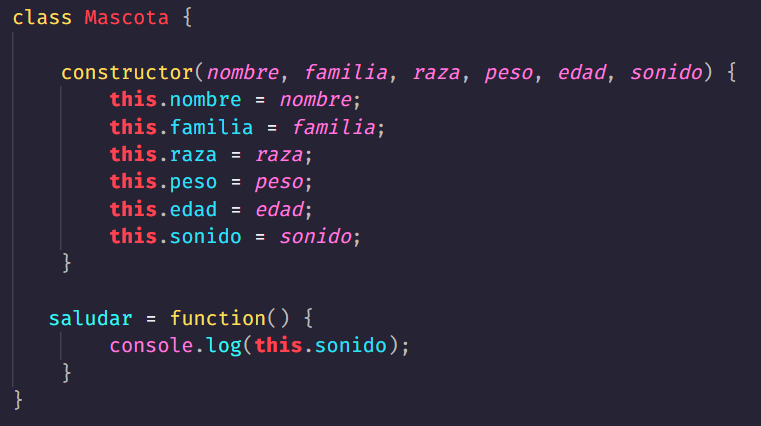 class Mascota {
constructor(nombre, familia, raza, peso, edad, sonido) {
this.nombre = nombre;
this.familia = familia;
this.raza = raza;
this.peso = peso;
this.edad = edad;
this.sonido = sonido;
}
saludar = function() {
console.log(this.sonido);
}
}